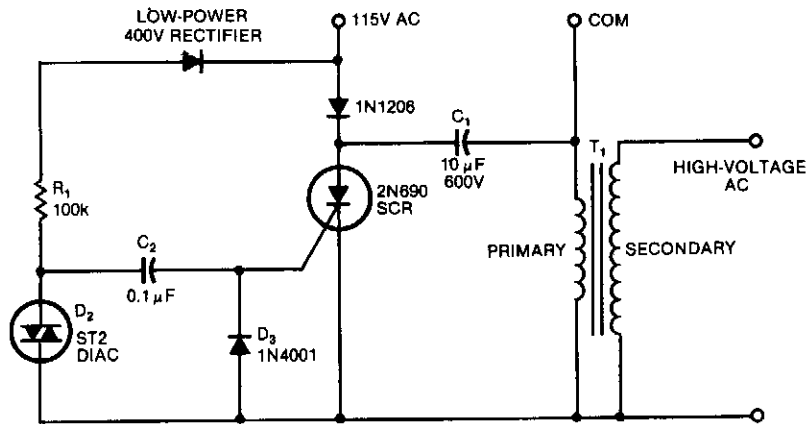 LOW-POWER
400V RECTIFIER
115V AC
COM
1N1206
C1
10 μF
600V
T1
HIGH-VOLTAGE
AC
R1
100k
2N690
SCR
PRIMARY
SECONDARY
C2
0.1 μF
D2
ST2
DIAC
D3
1N4001